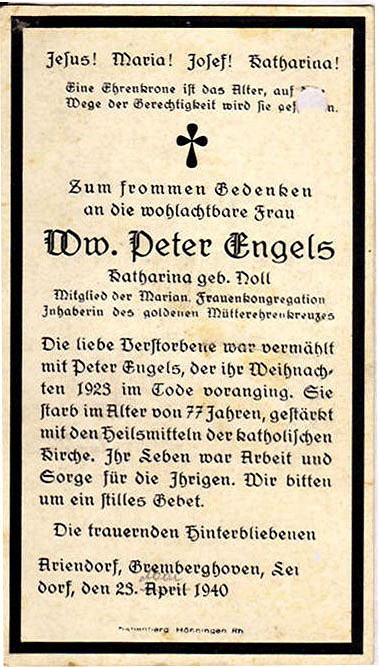 Jesus! Maria! Josef! Katharina!
Eine Ehrenkrone ist das Alter, auf
Wege der Gerechtigkeit wird sie
Zum frommen Gedenken
an die wohlachtbare Frau
Ww. Peter Engels
Katharina geb. Noll
Mitglied der Marian. Frauenkongregation
Inhaberin des goldenen Mütterehrenkreuzes
Die liebe Verstorbene war vermählt
mit Peter Engels, der ihr Weihnach-
ten 1923 im Tode voranging. Sie
starb im Alter von 77 Jahren, gestärkt
mit den Heilsmitteln der katholischen
Kirche. Ihr Leben war Arbeit und
Sorge für die Ihrigen. Wir bitten
um ein stilles Gebet.
Die trauernden Hinterbliebenen
Ariendorf, Gremberghoven, Lei
dorf, den 23. April 1940
Hönningen Rh